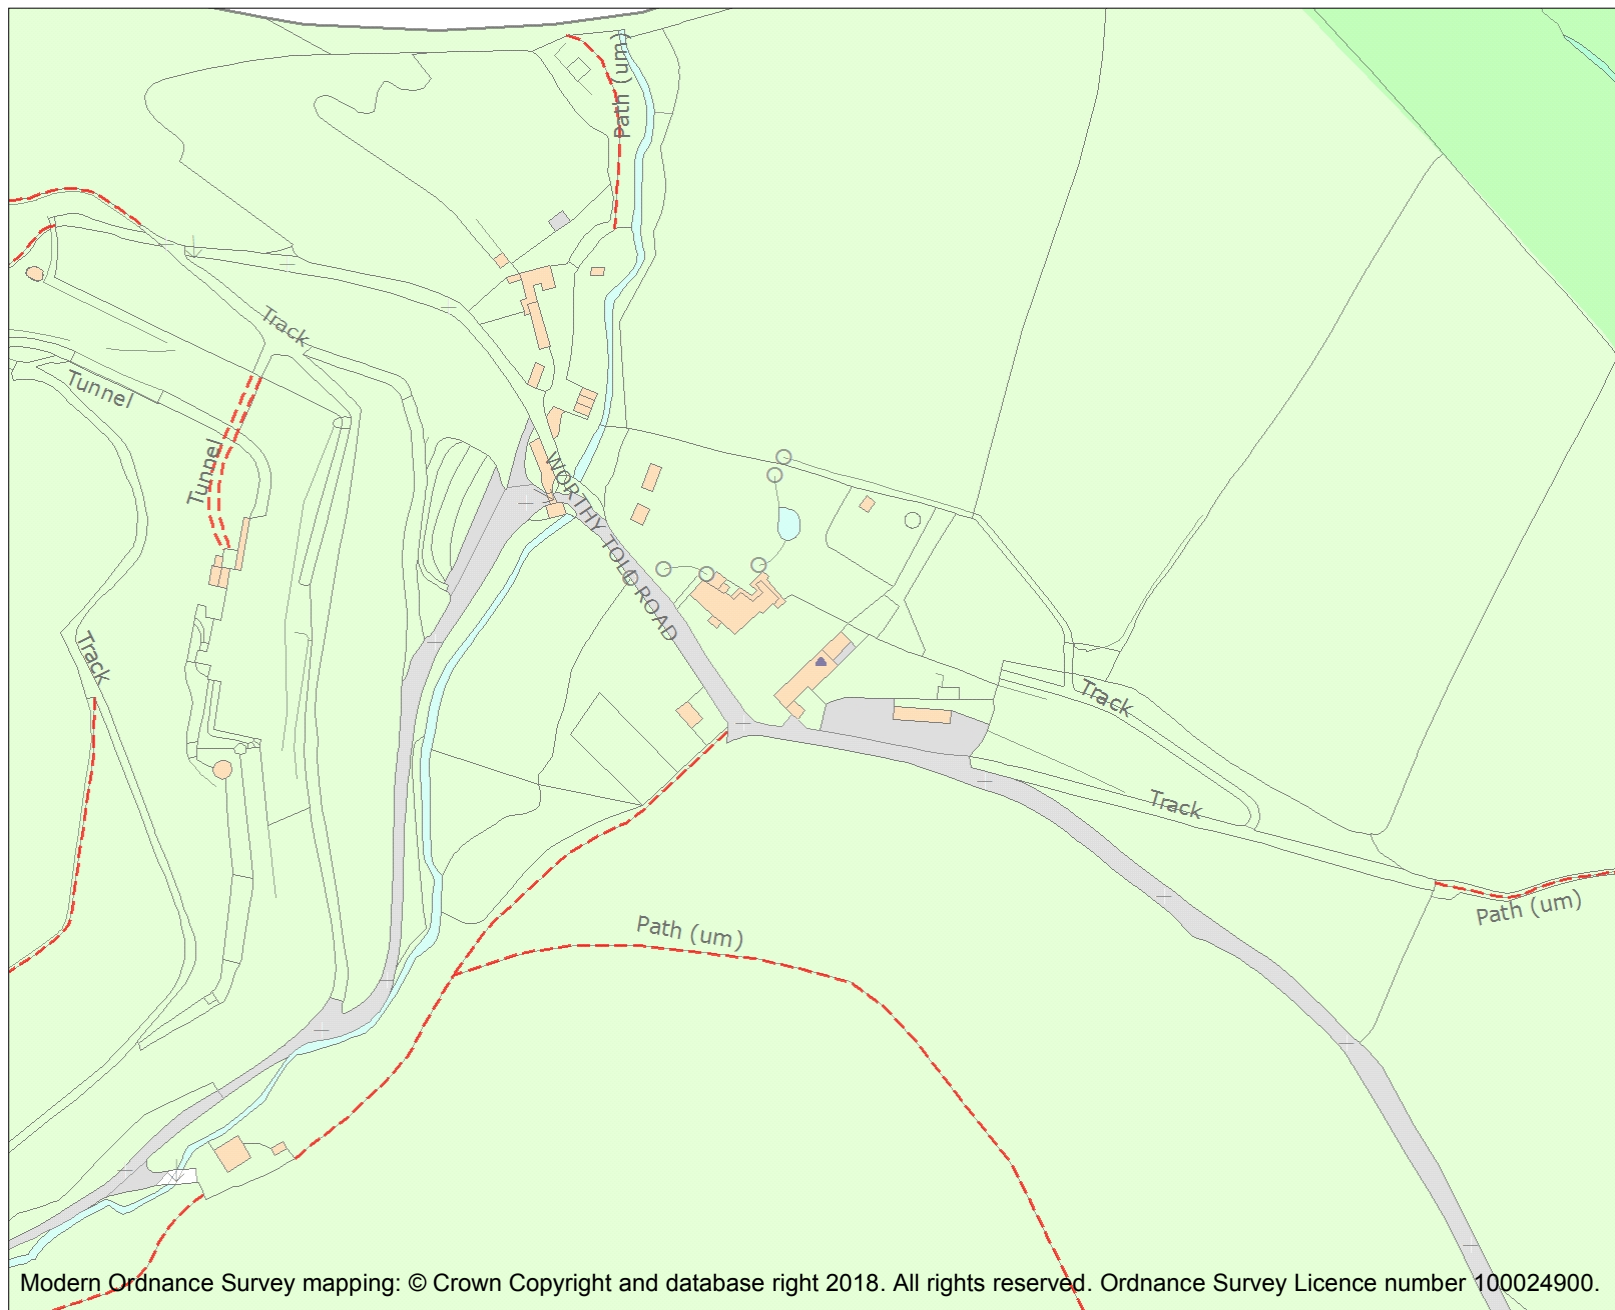 Path (um)
Track
Tunnel
Tunnel
WORTHY TOLL ROAD
Track
Track
Track
Path (um)
Path (um)
Modern Ordnance Survey mapping: © Crown Copyright and database right 2018. All rights reserved. Ordnance Survey Licence number 100024900.